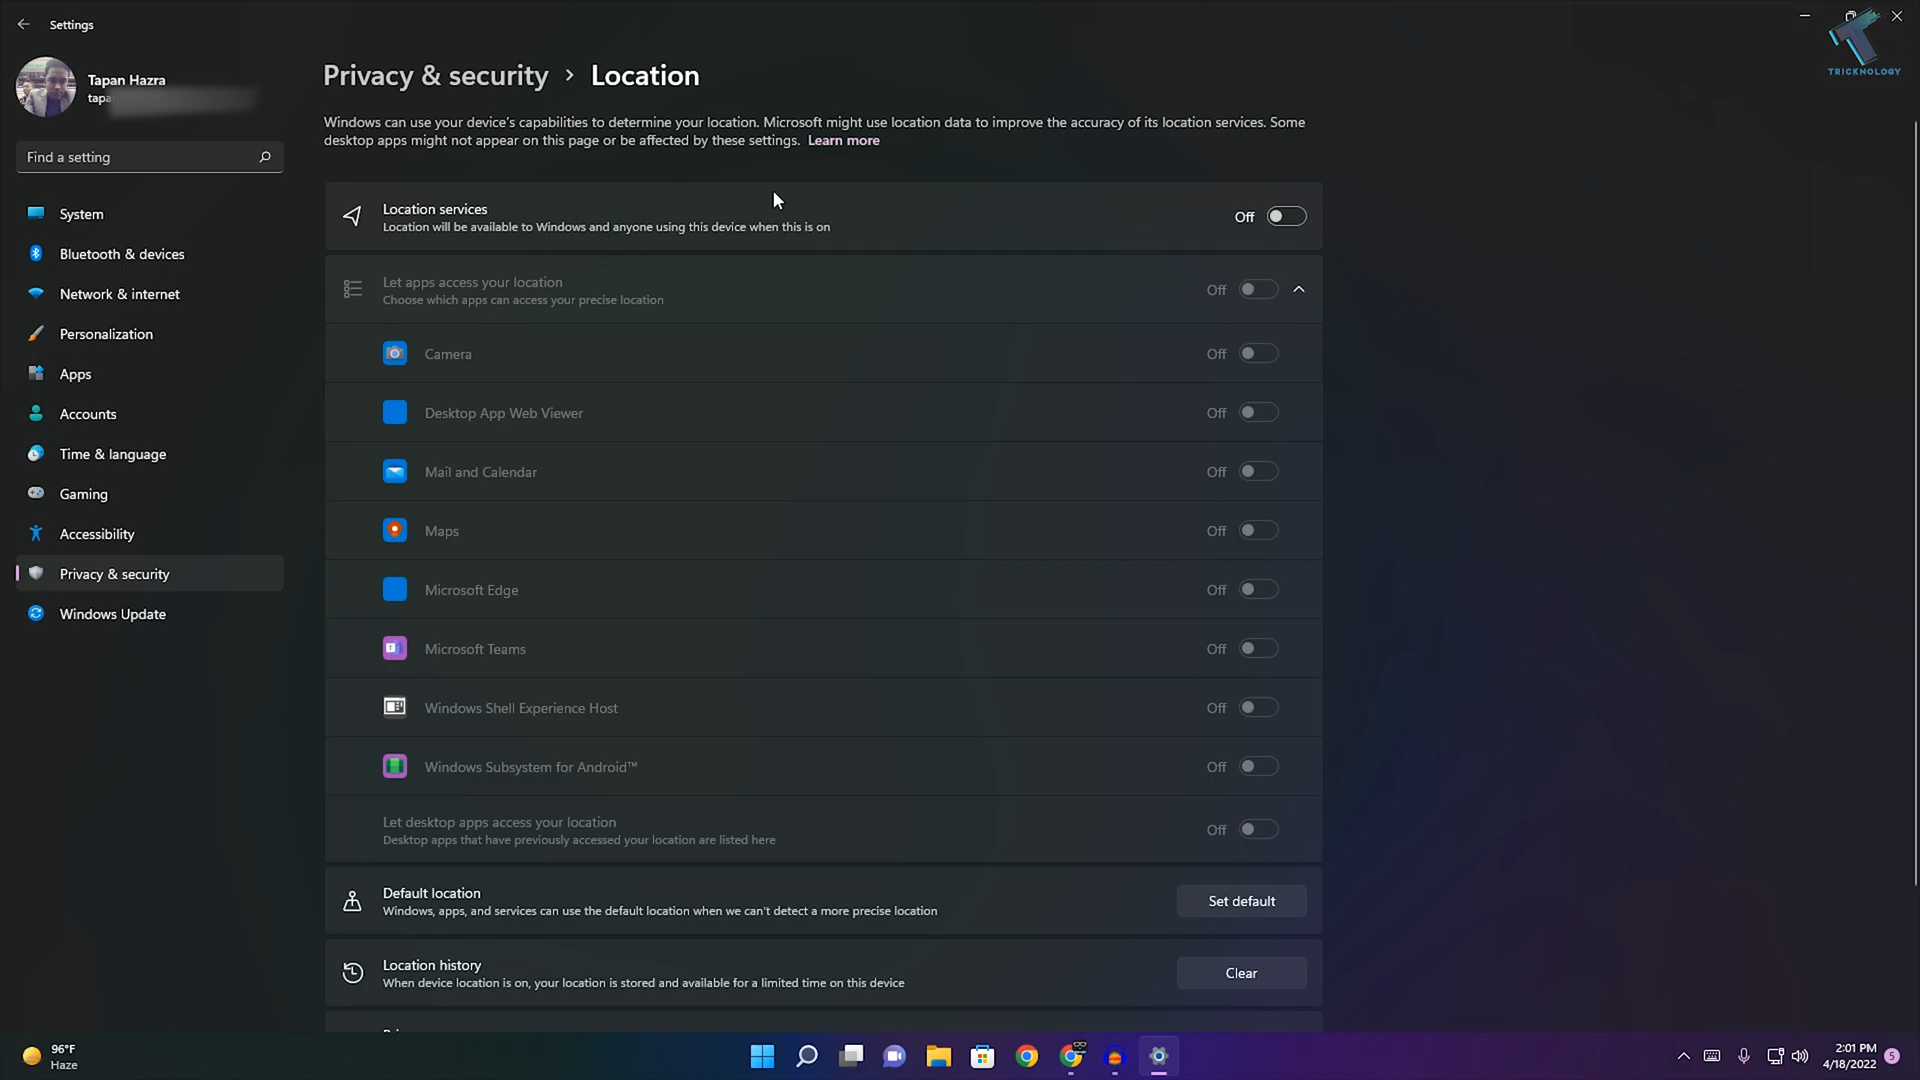 Settings
Tapan Hazra
tapa
Find a setting
System
Bluetooth & devices
Network & internet
Personalization
Apps
Accounts
Time & language
Gaming
Accessibility
Privacy & security
Windows Update
TRICKNOLOGY
Privacy & security > Location
Windows can use your device's capabilities to determine your location. Microsoft might use location data to improve the accuracy of its location services. Some
desktop apps might not appear on this page or be affected by these settings. Learn more
Location services
Location will be available to Windows and anyone using this device when this is on
Off
Let apps access your location
Choose which apps can access your precise location
Off
Camera Off
Desktop App Web Viewer Off
Mail and Calendar Off
Maps Off
Microsoft Edge Off
Microsoft Teams Off
Windows Shell Experience Host Off
Windows Subsystem for Android™ Off
Let desktop apps access your location
Desktop apps that have previously accessed your location are listed here
Off
Default location
Windows, apps, and services can use the default location when we can't detect a more precise location
Set default
Location history
When device location is on, your location is stored and available for a limited time on this device
Clear
96°F
Haze
2:01 PM
4/18/2022
5